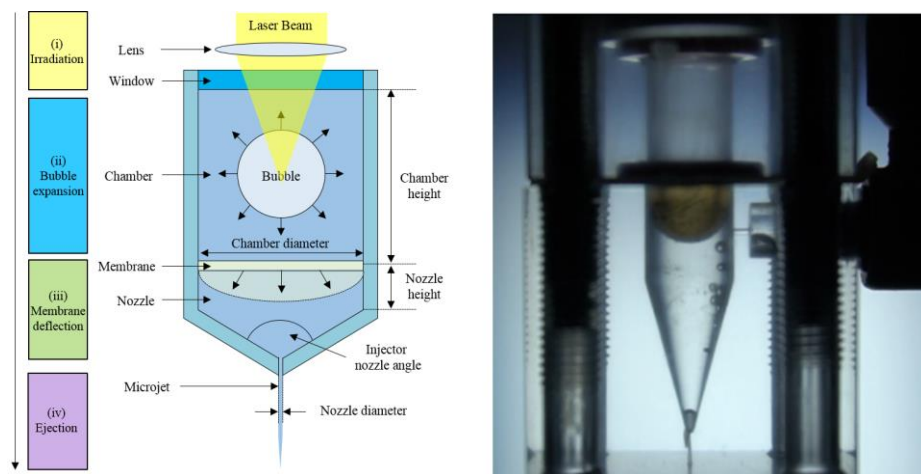 (i)
Irradiation
(ii)
Bubble
expansion
(iii)
Membrane
deflection
(iv)
Ejection
Laser Beam
Lens
Window
Chamber
Bubble
Chamber
height
Chamber diameter
Membrane
Nozzle
Nozzle
height
Injector
nozzle angle
Microjet
Nozzle diameter